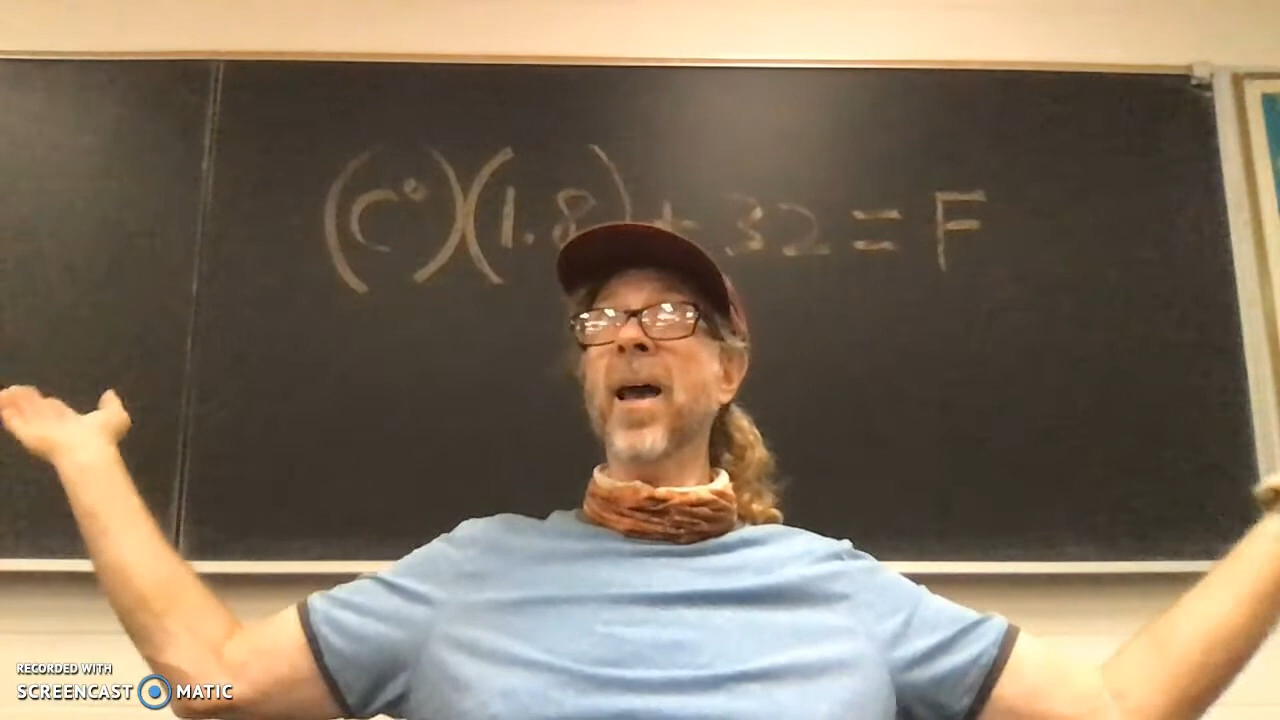 (C°)(1.8) + 32 = F
RECORDED WITH
SCREENCAST MATIC